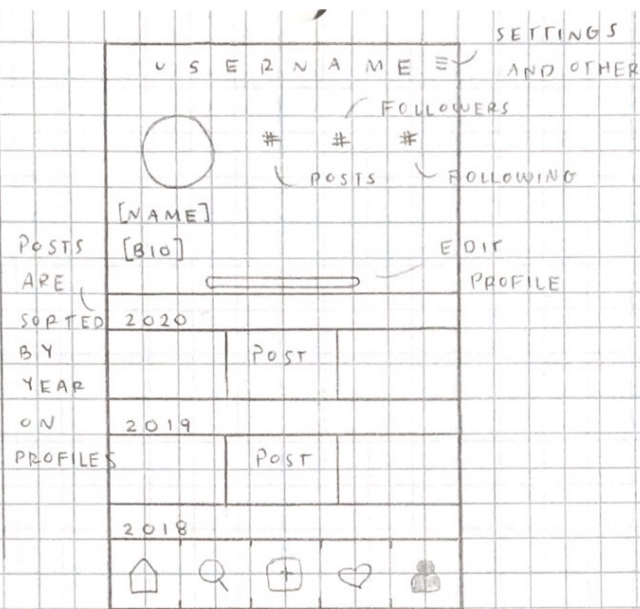 SETTINGS
AND OTHER
USERNAME
FOLLOWERS
# # #
POSTS
FOLLOWING
[NAME]
[BIO]
EDIT
PROFILE
POSTS
ARE
SORTED
BY
YEAR
ON
PROFILES
2020
POST
2019
POST
2018